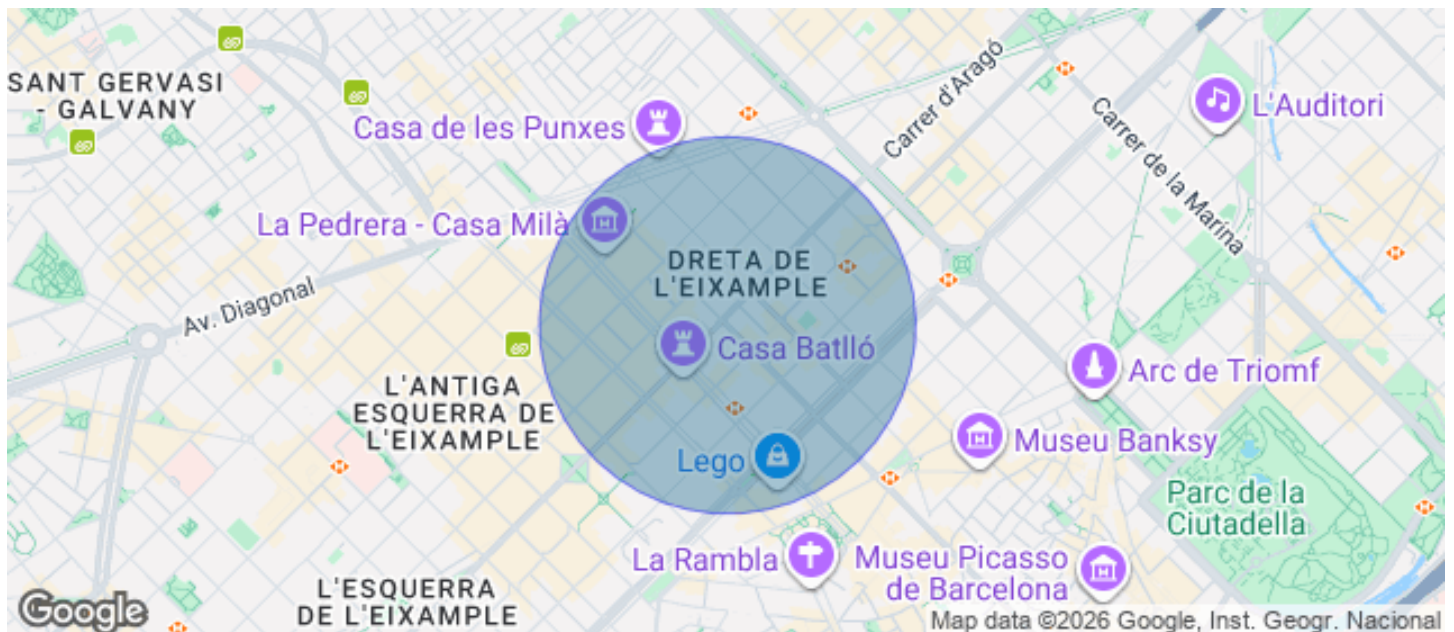 SANT GERVASI
- GALVANY
Casa de les Punxes
Carrer d'Aragó
L'Auditori
Carrer de la Marina
La Pedrera - Casa Milà
DRETA DE
L'EIXAMPLE
Av. Diagonal
Casa Batlló
Arc de Triomf
L'ANTIGA
ESQUERRA DE
L'EIXAMPLE
Museu Banksy
Lego
Parc de la
Ciutadella
La Rambla
Museu Picasso
de Barcelona
L'ESQUERRA
DE L'EIXAMPLE
Google
Map data ©2026 Google, Inst. Geogr. Nacional